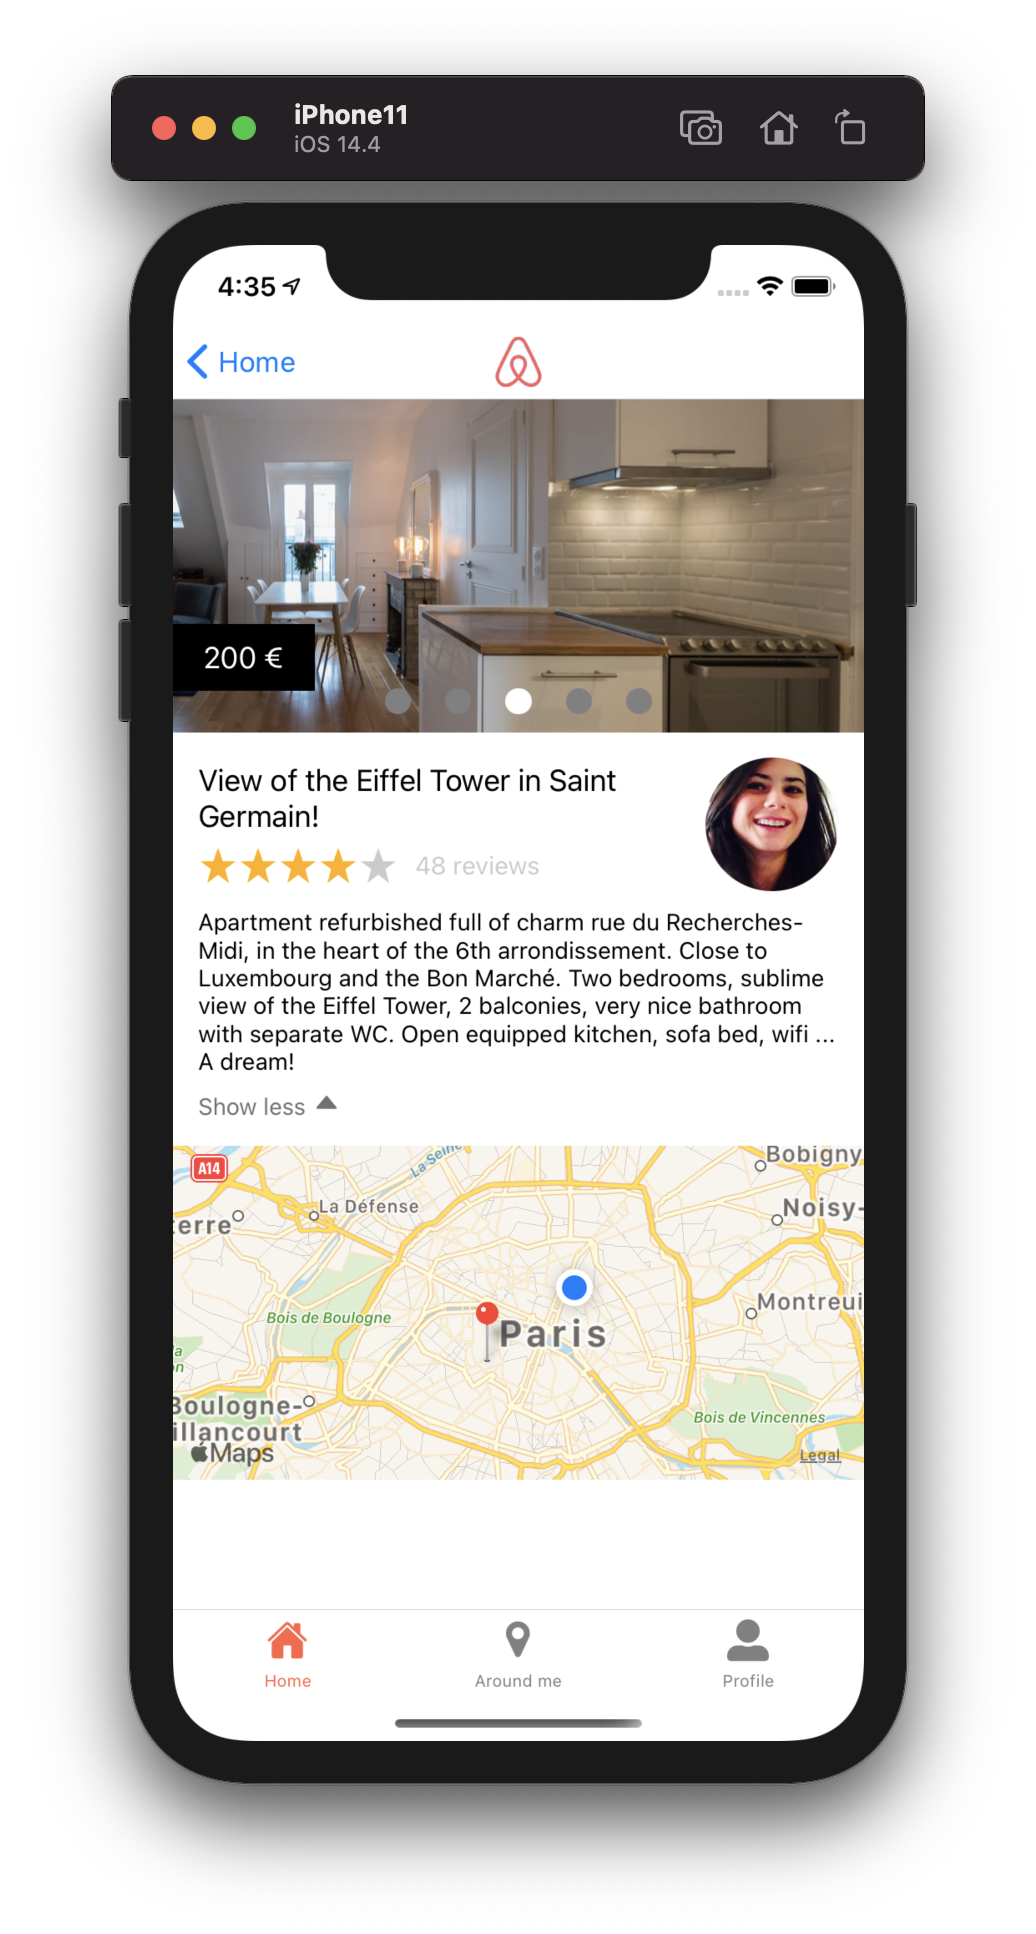 iPhone11
iOS 14.4
4:35
Home
200 €
View of the Eiffel Tower in Saint
Germain!
48 reviews
Apartment refurbished full of charm rue du Recherches-
Midi, in the heart of the 6th arrondissement. Close to
Luxembourg and the Bon Marché. Two bedrooms, sublime
view of the Eiffel Tower, 2 balconies, very nice bathroom
with separate WC. Open equipped kitchen, sofa bed, wifi ...
A dream!
Show less
A14
La Seine
Bobigny
La Défense
Noisy-
terre
Montreui
Bois de Boulogne
Paris
la
on
Boulogne-
illancourt
Bois de Vincennes
Maps
Legal
Home
Around me
Profile